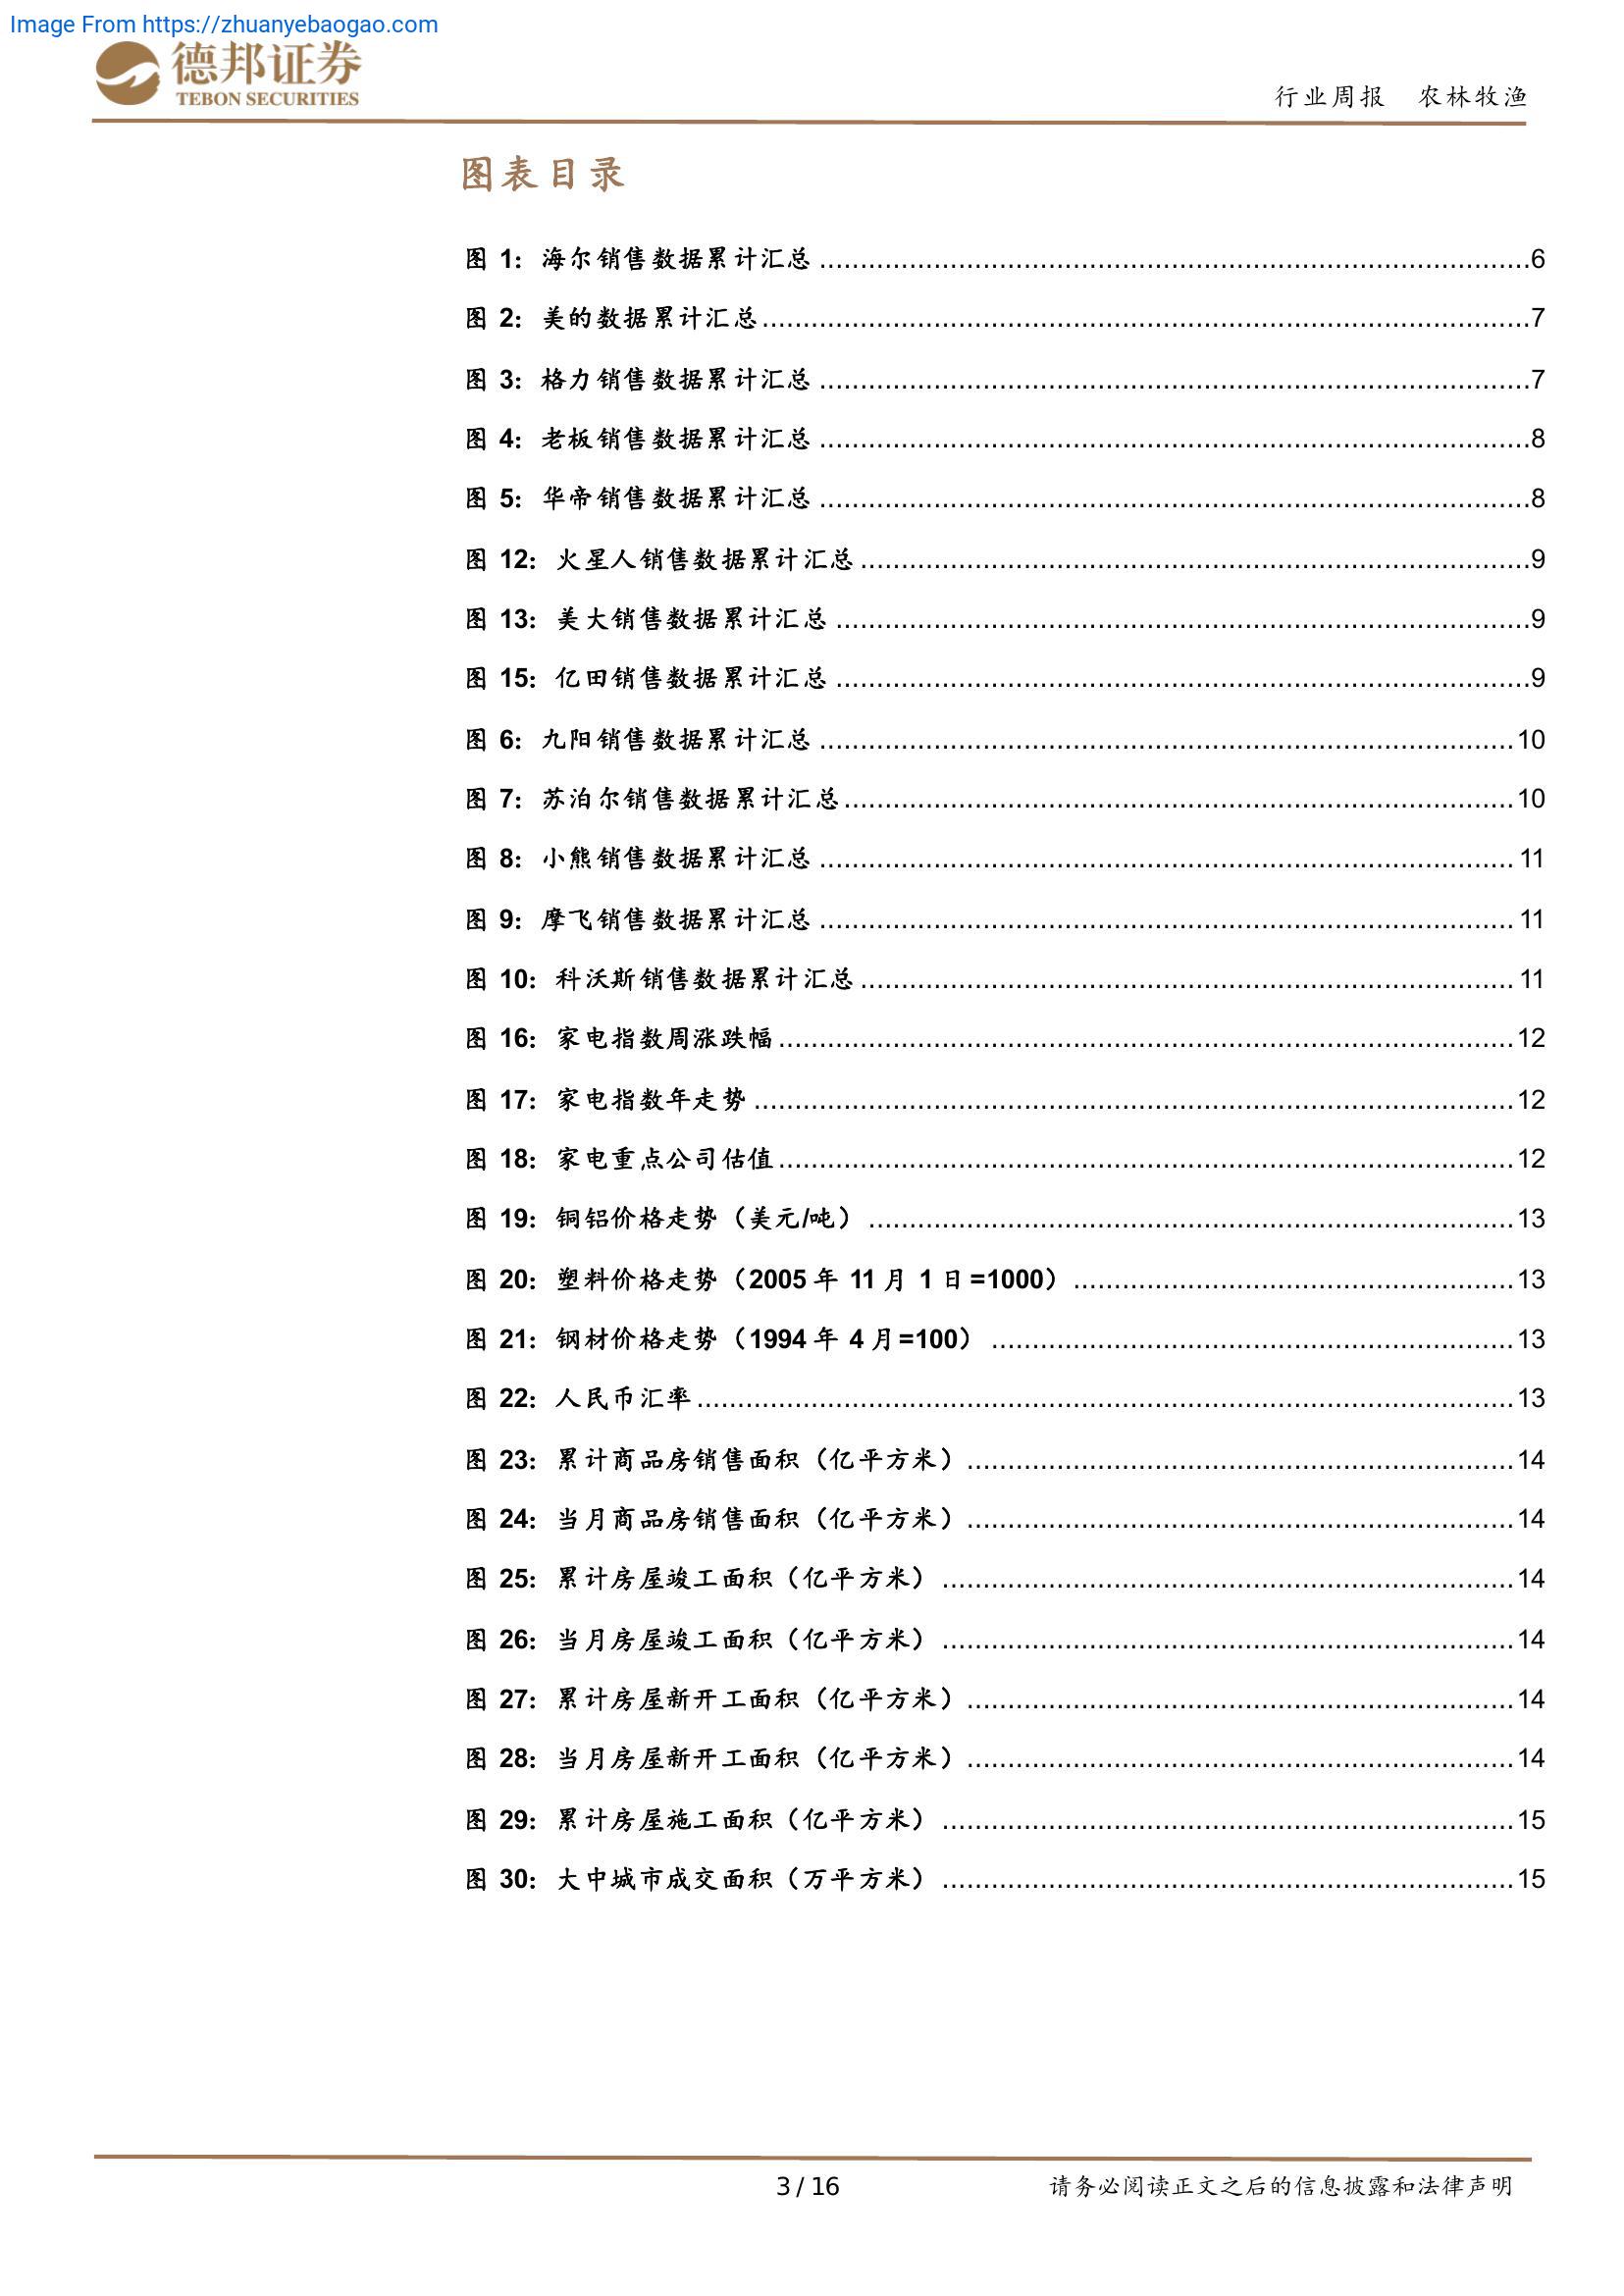 Image From https://zhuanyebaogao.com
德邦证券
TEBON SECURITIES
行业周报 农林牧渔
图表目录
图 1：海尔销售数据累计汇总 ........................................................................................6
图 2：美的数据累计汇总...............................................................................................7
图 3：格力销售数据累计汇总 ........................................................................................7
图 4：老板销售数据累计汇总 ........................................................................................8
图 5：华帝销售数据累计汇总 ........................................................................................8
图 12：火星人销售数据累计汇总 ...................................................................................9
图 13：美大销售数据累计汇总 ......................................................................................9
图 15：亿田销售数据累计汇总 ......................................................................................9
图 6：九阳销售数据累计汇总 ......................................................................................10
图 7：苏泊尔销售数据累计汇总...................................................................................10
图 8：小熊销售数据累计汇总 ...................................................................................... 11
图 9：摩飞销售数据累计汇总 ...................................................................................... 11
图 10：科沃斯销售数据累计汇总 ................................................................................. 11
图 16：家电指数周涨跌幅...........................................................................................12
图 17：家电指数年走势 ..............................................................................................12
图 18：家电重点公司估值...........................................................................................12
图 19：铜铝价格走势（美元/吨） ................................................................................13
图 20：塑料价格走势（2005 年 11 月 1 日=1000） ......................................................13
图 21：钢材价格走势（1994 年 4 月=100） ................................................................13
图 22：人民币汇率.....................................................................................................13
图 23：累计商品房销售面积（亿平方米）....................................................................14
图 24：当月商品房销售面积（亿平方米）....................................................................14
图 25：累计房屋竣工面积（亿平方米） .......................................................................14
图 26：当月房屋竣工面积（亿平方米） .......................................................................14
图 27：累计房屋新开工面积（亿平方米）....................................................................14
图 28：当月房屋新开工面积（亿平方米）....................................................................14
图 29：累计房屋施工面积（亿平方米） .......................................................................15
图 30：大中城市成交面积（万平方米） .......................................................................15
3 / 16
请务必阅读正文之后的信息披露和法律声明